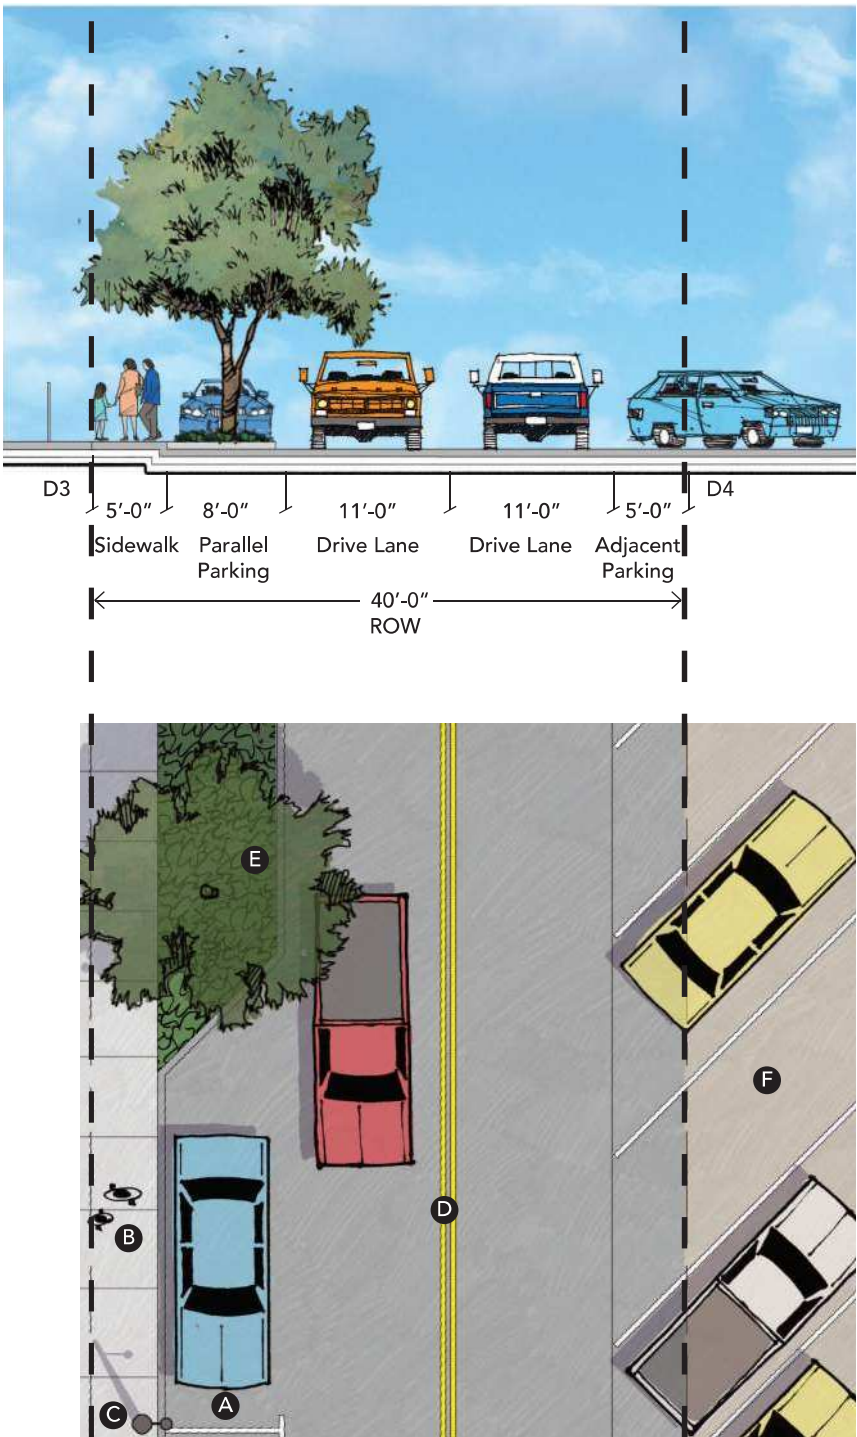 D3
D4
5'-0" 8'-0" 11'-0" 11'-0" 5'-0"
Sidewalk Parallel Drive Lane Drive Lane Adjacent
Parking Parking
40'-0"
ROW
E
F
D
B
A
C